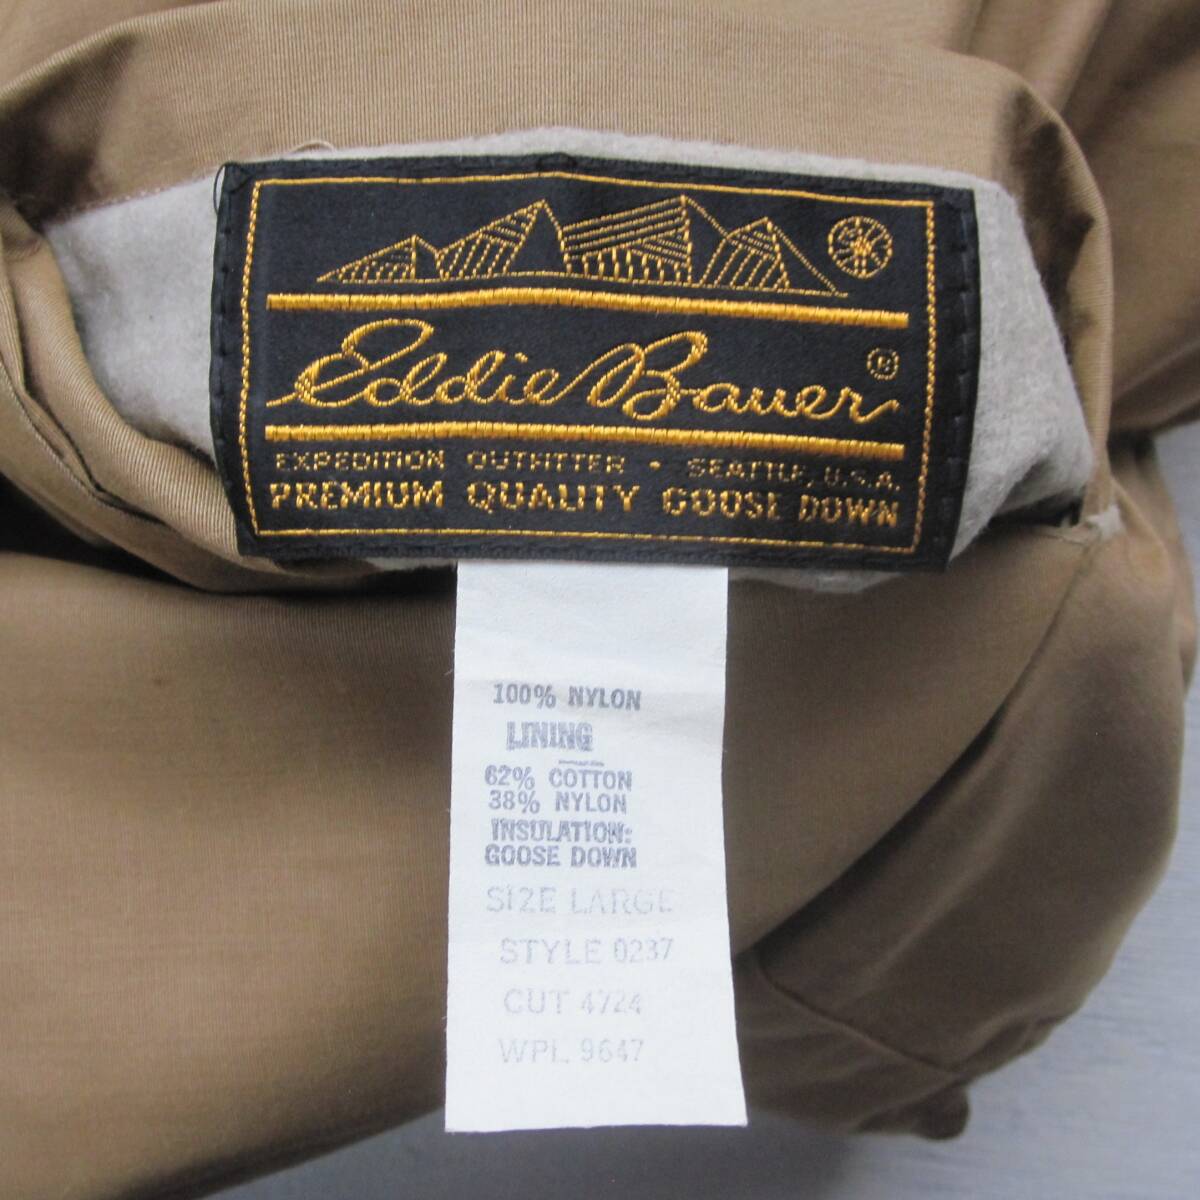 Eddie Bauer ®
EXPEDITION OUTFITTER • SEATTLE, U.S.A.
PREMIUM QUALITY GOOSE DOWN
100% NYLON
LINING
62% COTTON
38% NYLON
INSULATION:
GOOSE DOWN
SIZE LARGE
STYLE 0237
CUT 4724
WPL 9647